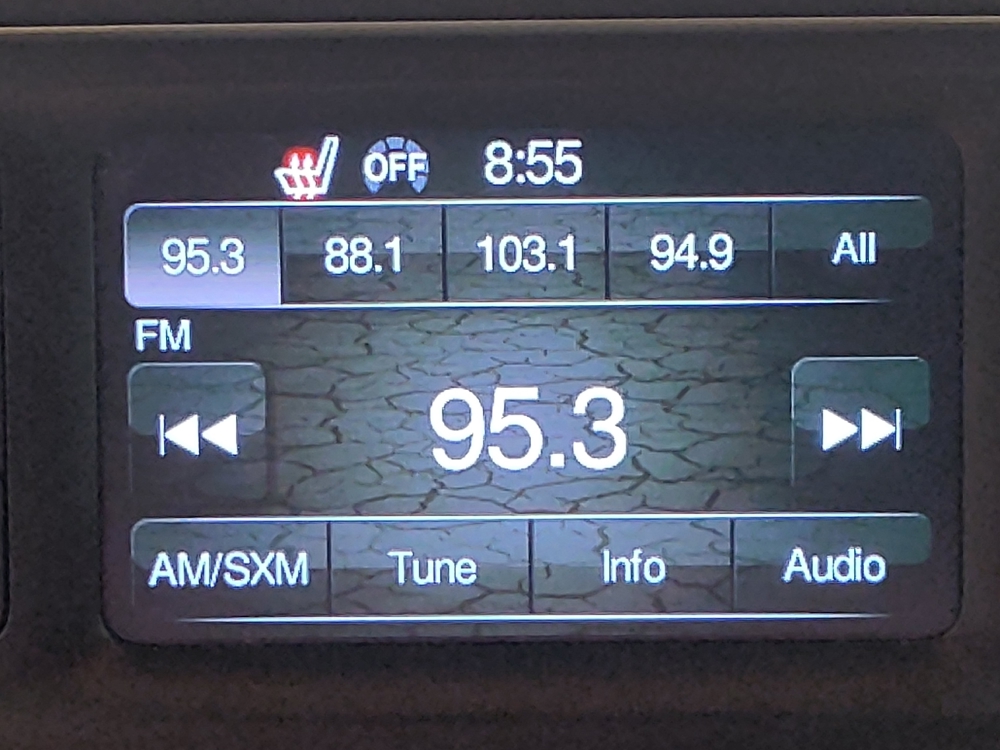 OFF 8:55
95.3 88.1 103.1 94.9 All
FM
95.3
AM/SXM Tune Info Audio